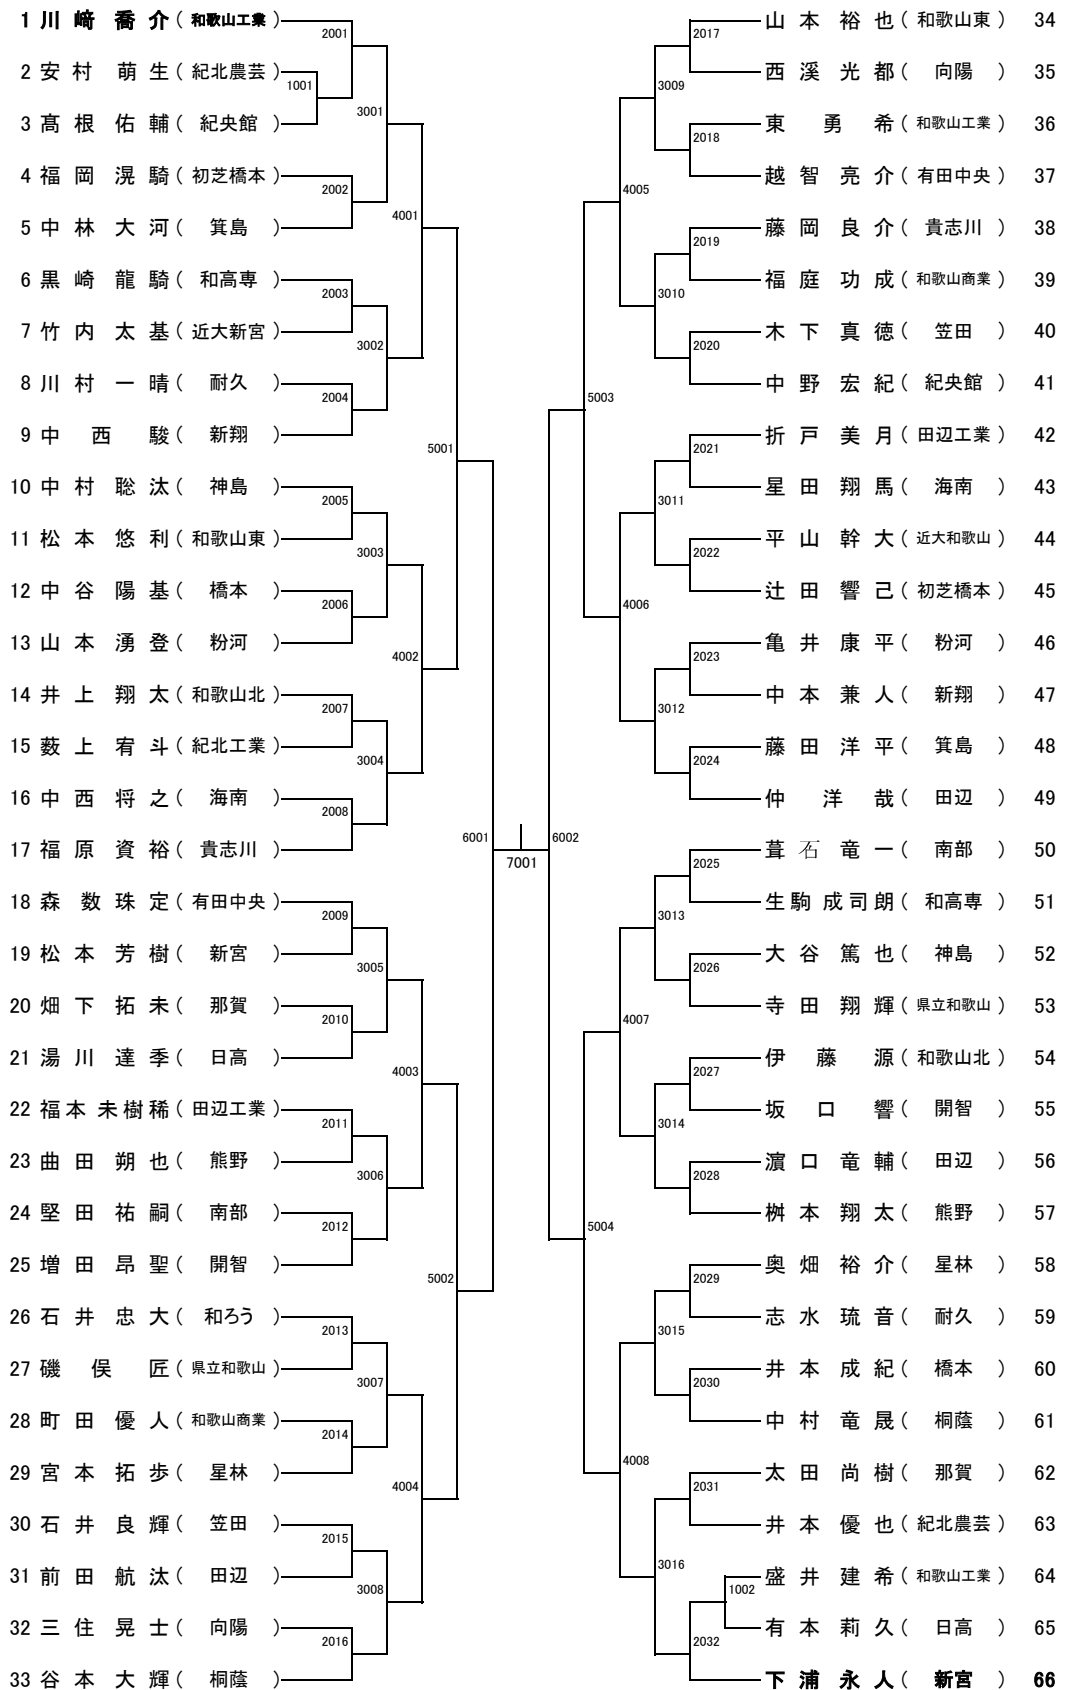 1 川﨑 喬介 (和歌山工業)
2 安村 萌生 (紀北農芸)
3 髙根 佑輔 (紀央館)
4 福岡 滉騎 (初芝橋本)
5 中林 大河 (箕島)
6 黒崎 龍騎 (和高専)
7 竹内 太基 (近大新宮)
8 川村 一晴 (耐久)
9 中西 駿 (新翔)
10 中村 聡汰 (神島)
11 松本 悠利 (和歌山東)
12 中谷 陽基 (橋本)
13 山本 湧登 (粉河)
14 井上 翔太 (和歌山北)
15 薮上 宥斗 (紀北工業)
16 中西 将之 (海南)
17 福原 資裕 (貴志川)
18 森 数珠定 (有田中央)
19 松本 芳樹 (新宮)
20 畑下 拓未 (那賀)
21 湯川 達季 (日高)
22 福本 未樹稀 (田辺工業)
23 曲田 朔也 (熊野)
24 堅田 祐嗣 (南部)
25 増田 昂聖 (開智)
26 石井 忠大 (和ろう)
27 磯俣 匠 (県立和歌山)
28 町田 優人 (和歌山商業)
29 宮本 拓歩 (星林)
30 石井 良輝 (笠田)
31 前田 航汰 (田辺)
32 三住 晃士 (向陽)
33 谷本 大輝 (桐蔭)
1001
2001
2002
2003
2004
2005
2006
2007
2008
2009
2010
2011
2012
2013
2014
2015
2016
3001
3002
3003
3004
3005
3006
3007
3008
4001
4002
4003
4004
5001
5002
6001
7001
6002
5003
5004
4005
4006
4007
4008
3009
3010
3011
3012
3013
3014
3015
3016
2017
2018
2019
2020
2021
2022
2023
2024
2025
2026
2027
2028
2029
2030
2031
2032
1002
山本 裕也 (和歌山東) 34
西溪 光都 (向陽) 35
東 勇希 (和歌山工業) 36
越智 亮介 (有田中央) 37
藤岡 良介 (貴志川) 38
福庭 功成 (和歌山商業) 39
木下 真徳 (笠田) 40
中野 宏紀 (紀央館) 41
折戸 美月 (田辺工業) 42
星田 翔馬 (海南) 43
平山 幹大 (近大和歌山) 44
辻田 響己 (初芝橋本) 45
亀井 康平 (粉河) 46
中本 兼人 (新翔) 47
藤田 洋平 (箕島) 48
仲 洋哉 (田辺) 49
葺石 竜一 (南部) 50
生駒 成司朗 (和高専) 51
大谷 篤也 (神島) 52
寺田 翔輝 (県立和歌山) 53
伊藤 源 (和歌山北) 54
坂口 響 (開智) 55
濵口 竜輔 (田辺) 56
桝本 翔太 (熊野) 57
奥畑 裕介 (星林) 58
志水 琉音 (耐久) 59
井本 成紀 (橋本) 60
中村 竜晟 (桐蔭) 61
太田 尚樹 (那賀) 62
井本 優也 (紀北農芸) 63
盛井 建希 (和歌山工業) 64
有本 莉久 (日高) 65
下浦 永人 (新宮) 66